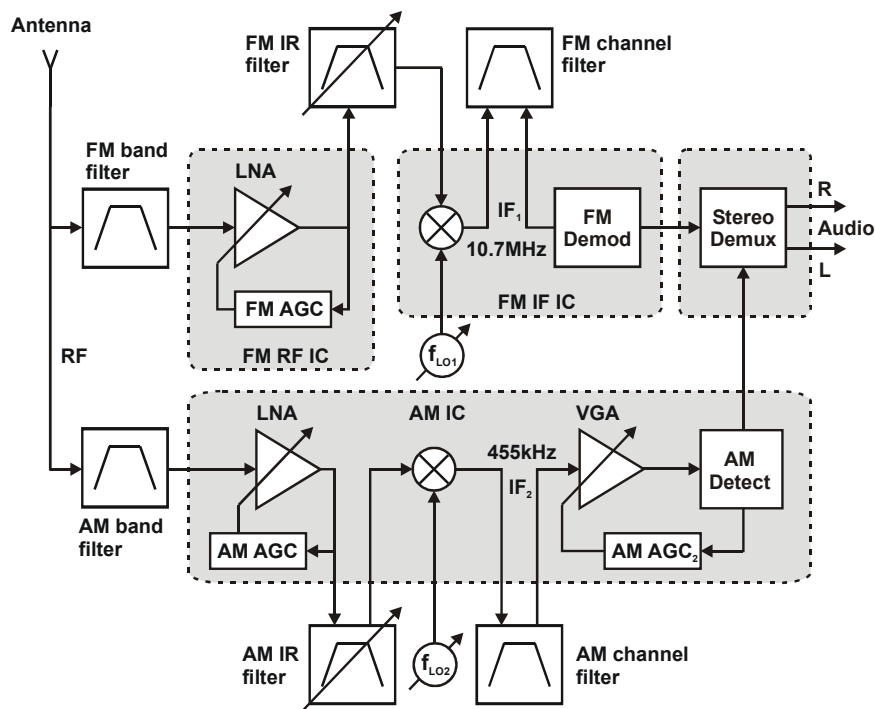 Antenna
FM IR
filter
FM channel
filter
FM band
filter
LNA
FM AGC
FM RF IC
IF₁
10.7MHz
FM
Demod
FM IF IC
f_LO1
Stereo
Demux
R
Audio
L
RF
LNA
AM IC
VGA
455kHz
IF₂
AM
Detect
AM band
filter
AM AGC
AM AGC₂
AM IR
filter
f_LO2
AM channel
filter